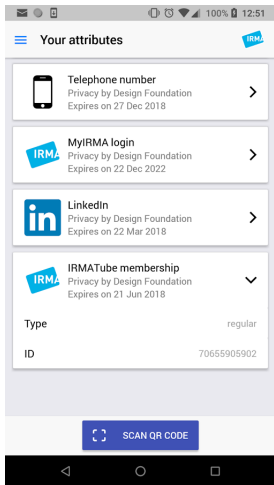 100% 12:51
Your attributes
IRMA
Telephone number
Privacy by Design Foundation
Expires on 27 Dec 2018
IRMA
MyIRMA login
Privacy by Design Foundation
Expires on 22 Dec 2022
in
LinkedIn
Privacy by Design Foundation
Expires on 22 Mar 2018
IRMA
IRMATube membership
Privacy by Design Foundation
Expires on 21 Jun 2018
Type regular
ID 70655905902
SCAN QR CODE